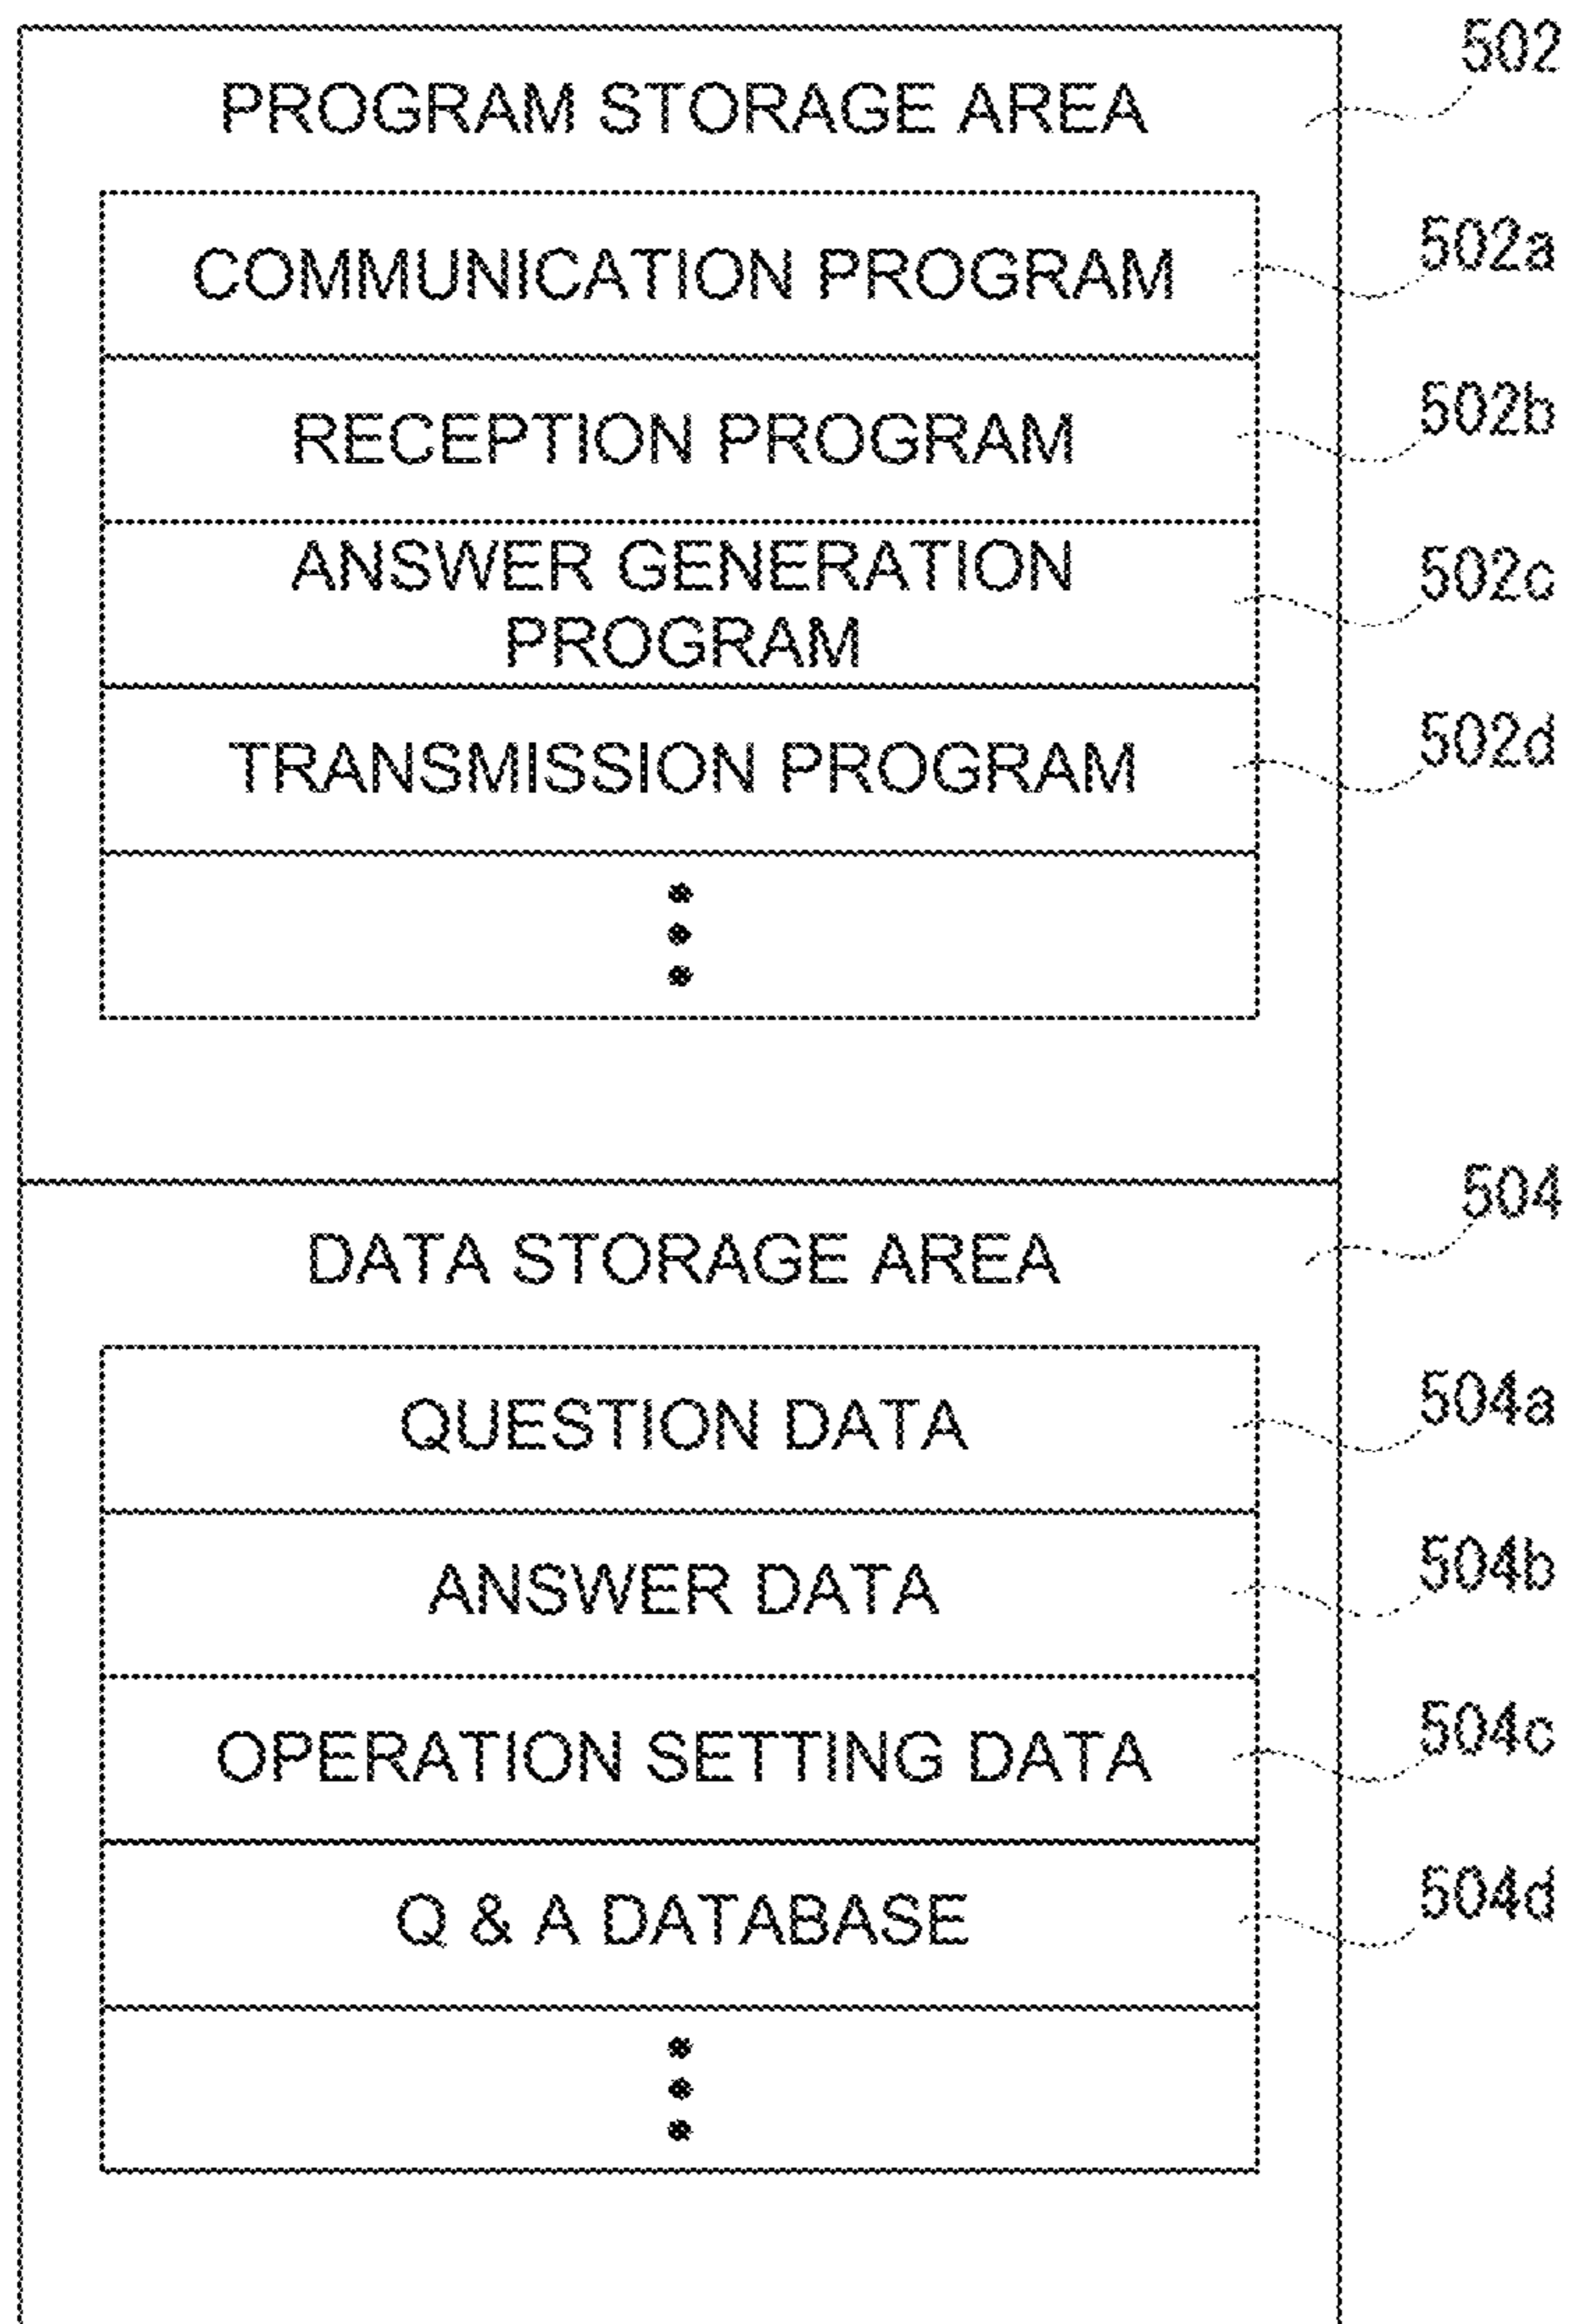 502
PROGRAM STORAGE AREA
COMMUNICATION PROGRAM 502a
RECEPTION PROGRAM 502b
ANSWER GENERATION
PROGRAM 502c
TRANSMISSION PROGRAM 502d
504
DATA STORAGE AREA
QUESTION DATA 504a
ANSWER DATA 504b
OPERATION SETTING DATA 504c
Q & A DATABASE 504d